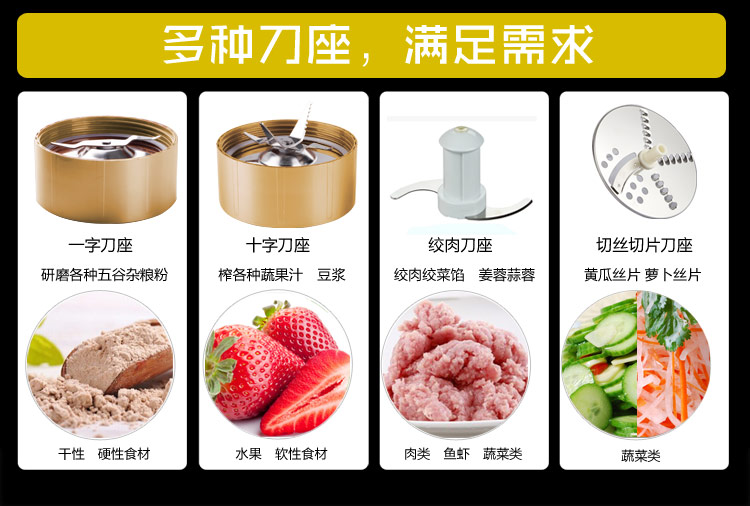 多种刀座，满足需求
一字刀座
研磨各种五谷杂粮粉
干性 硬性食材
十字刀座
榨各种蔬果汁 豆浆
水果 软性食材
绞肉刀座
绞肉绞菜馅 姜蓉蒜蓉
肉类 鱼虾 蔬菜类
切丝切片刀座
黄瓜丝片 萝卜丝片
蔬菜类